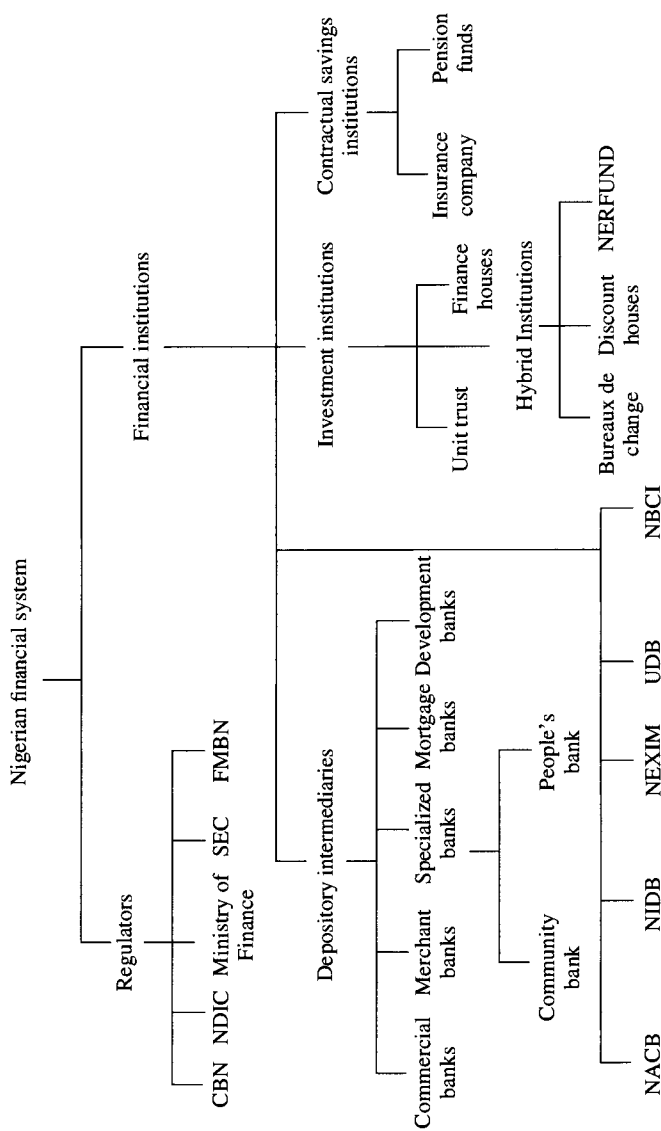 Nigerian financial system
Regulators
Financial institutions
CBN NDIC Ministry of Finance SEC FMBN
Depository intermediaries
Investment institutions
Contractual savings
institutions
Commercial
banks
Merchant
banks
Specialized
banks
Mortgage
banks
Development
banks
Unit trust
Finance
houses
Insurance
company
Pension
funds
Community
bank
People's
bank
Hybrid Institutions
Bureaux de
change
Discount
houses
NERFUND
NACB NIDB NEXIM UDB NBCI